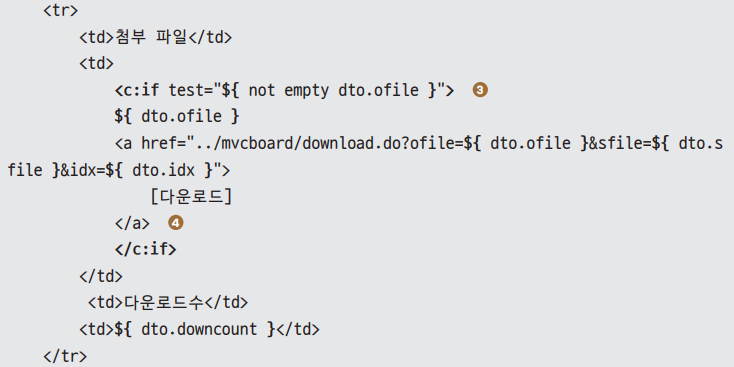 <tr>
    <td>첨부 파일</td>
    <td>
        <c:if test="${ not empty dto.ofile }"> ❸
        ${ dto.ofile }
        <a href="../mvcboard/download.do?ofile=${ dto.ofile }&sfile=${ dto.s
file }&idx=${ dto.idx }">
            [다운로드]
        </a> ❹
        </c:if>
    </td>
     <td>다운로드수</td>
    <td>${ dto.downcount }</td>
</tr>